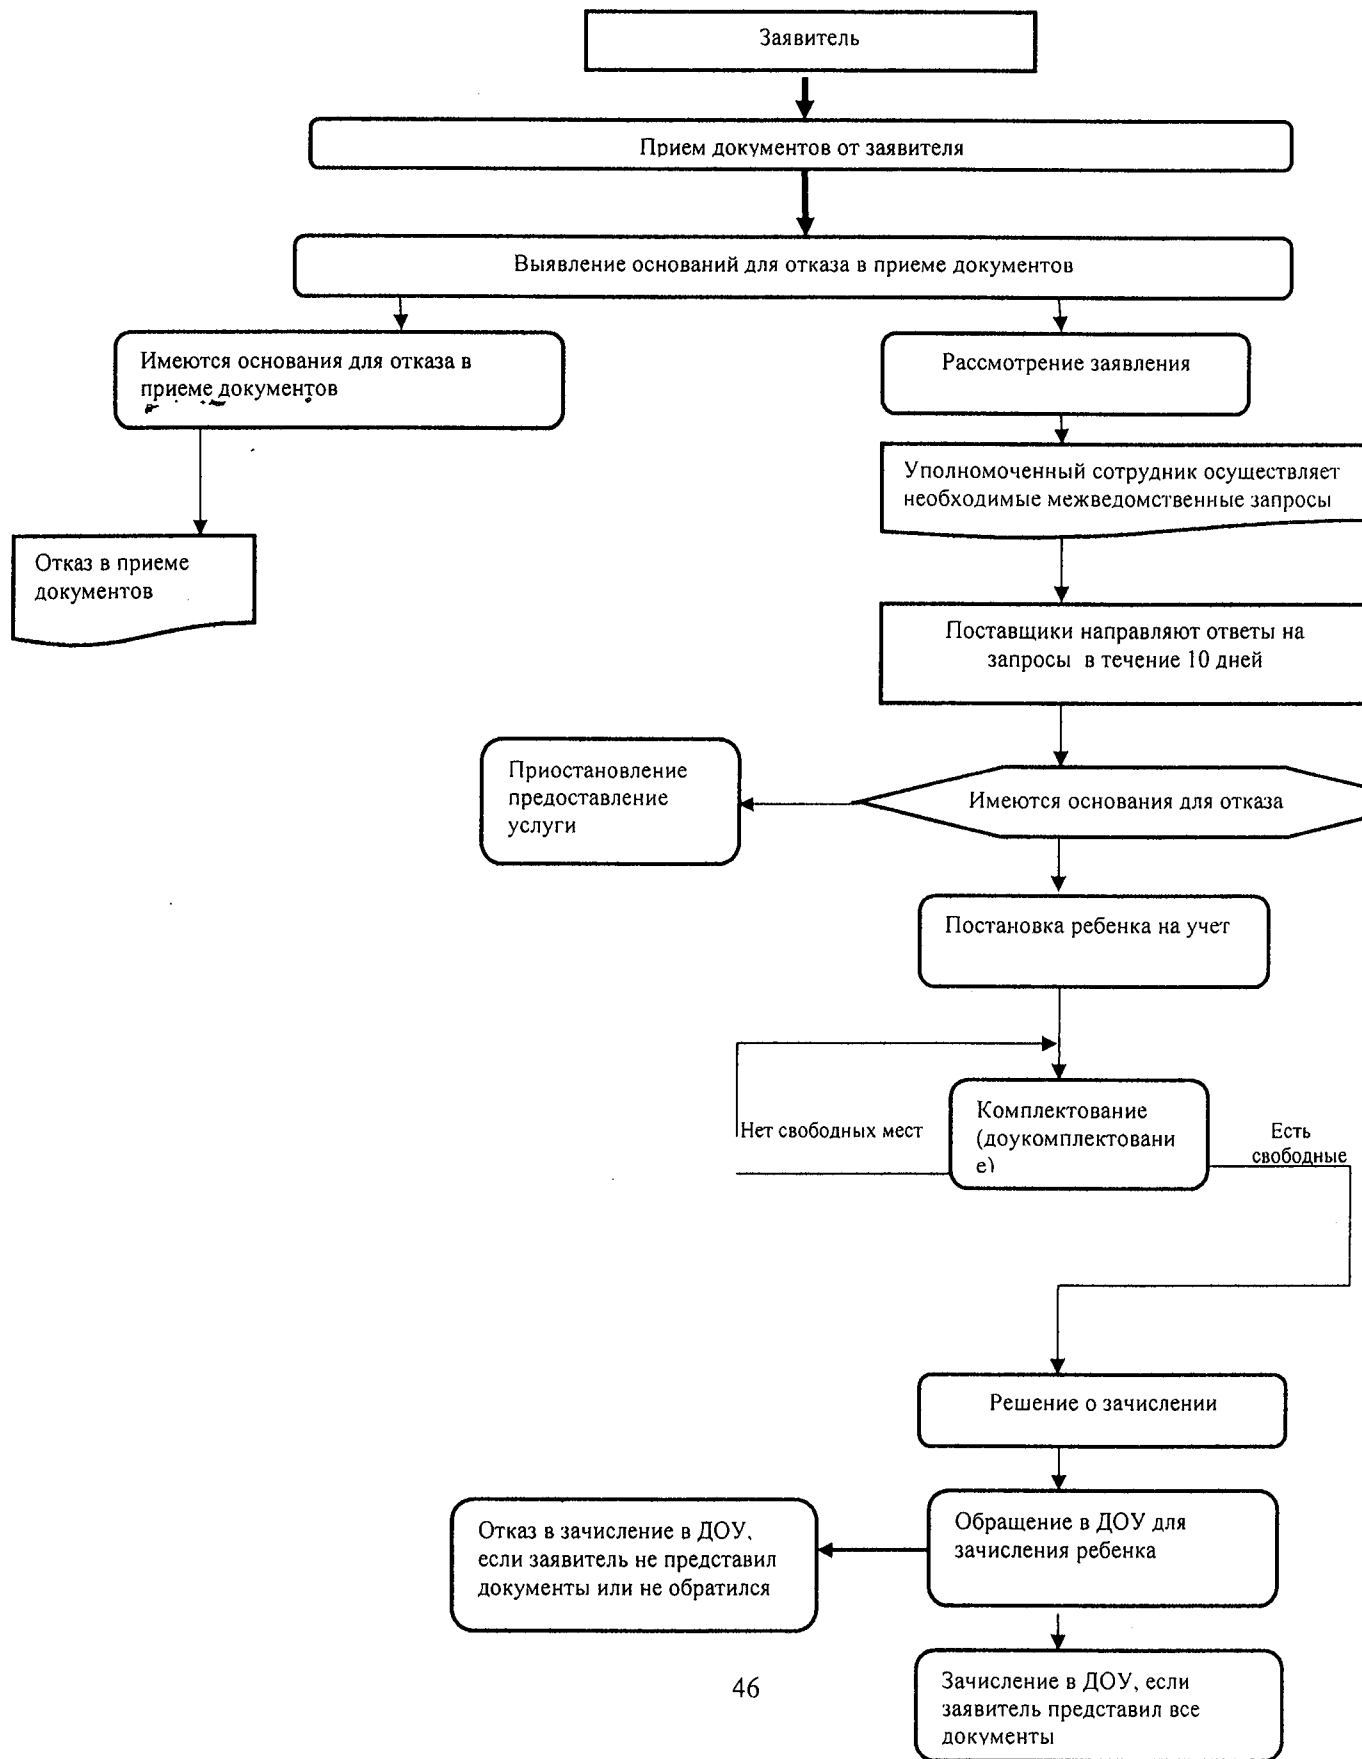 Заявитель
Прием документов от заявителя
Выявление оснований для отказа в приеме документов
Имеются основания для отказа в
приеме документов
Рассмотрение заявления
Уполномоченный сотрудник осуществляет
необходимые межведомственные запросы
Отказ в приеме
документов
Поставщики направляют ответы на
запросы в течение 10 дней
Приостановление
предоставление
услуги
Имеются основания для отказа
Постановка ребенка на учет
Нет свободных мест
Комплектование
(доукомплектовани
е)
Есть
свободные
Решение о зачислении
Отказ в зачисление в ДОУ,
если заявитель не представил
документы или не обратился
Обращение в ДОУ для
зачисления ребенка
Зачисление в ДОУ, если
заявитель представил все
документы
46